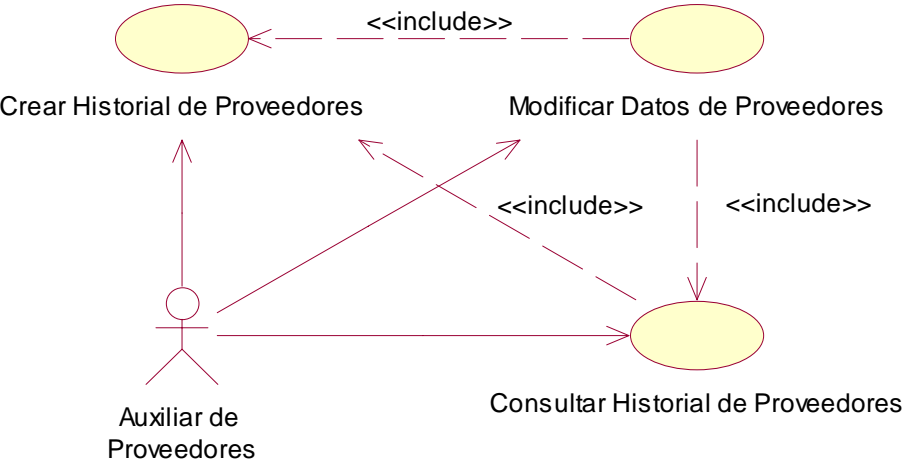 <<include>>
Crear Historial de Proveedores
Modificar Datos de Proveedores
<<include>>
<<include>>
Auxiliar de
Proveedores
Consultar Historial de Proveedores